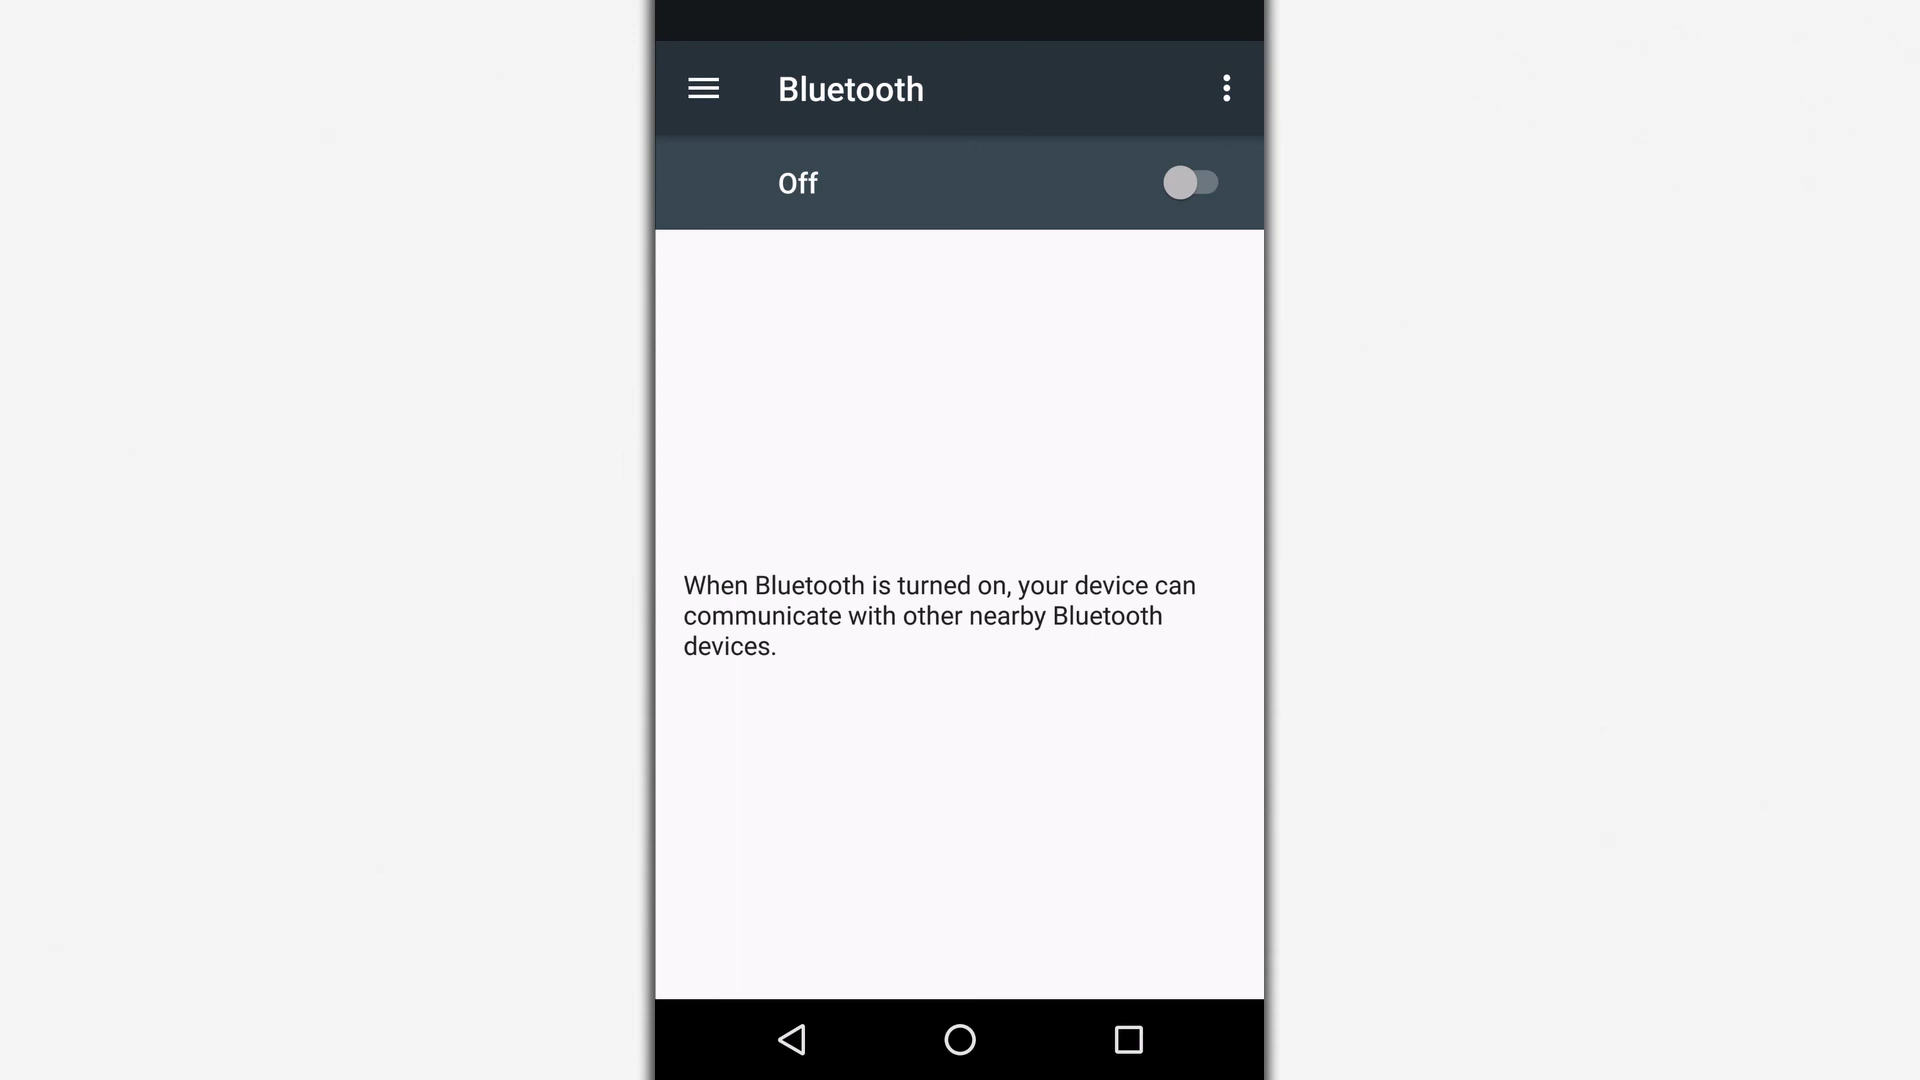 Bluetooth
Off
When Bluetooth is turned on, your device can
communicate with other nearby Bluetooth
devices.